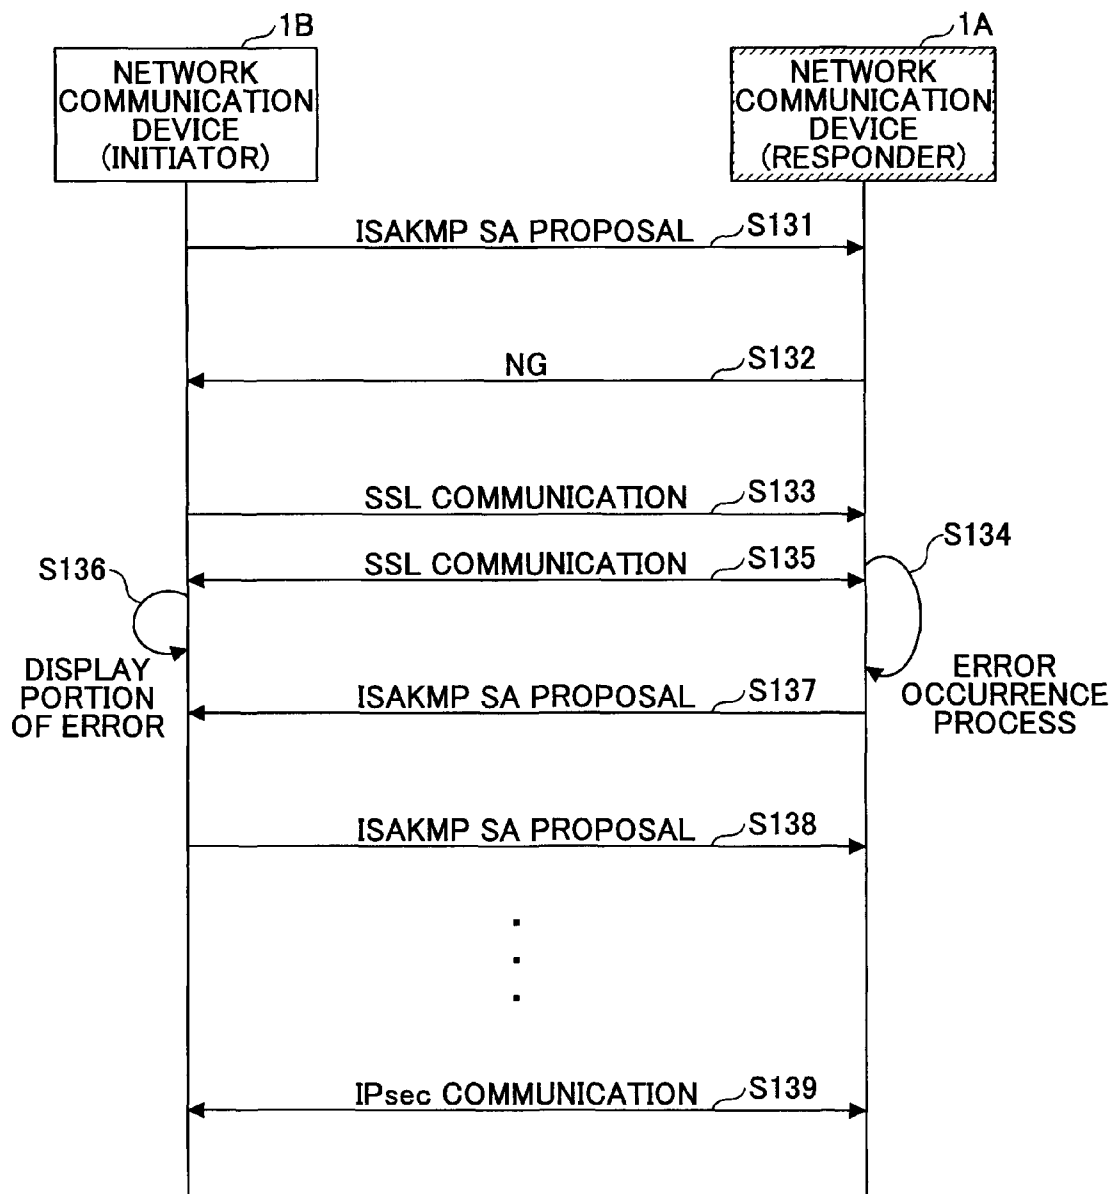 1B
1A
NETWORK
COMMUNICATION
DEVICE
(INITIATOR)
NETWORK
COMMUNICATION
DEVICE
(RESPONDER)
ISAKMP SA PROPOSAL
S131
NG
S132
SSL COMMUNICATION
S133
S134
SSL COMMUNICATION
S135
S136
DISPLAY
PORTION
OF ERROR
ERROR
OCCURRENCE
PROCESS
ISAKMP SA PROPOSAL
S137
ISAKMP SA PROPOSAL
S138
IPsec COMMUNICATION
S139